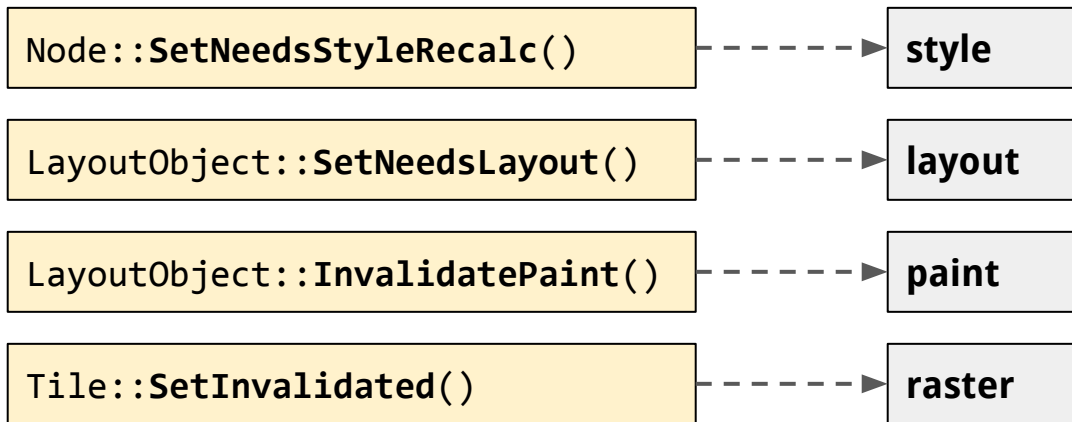 Node::SetNeedsStyleRecalc() style
LayoutObject::SetNeedsLayout() layout
LayoutObject::InvalidatePaint() paint
Tile::SetInvalidated() raster